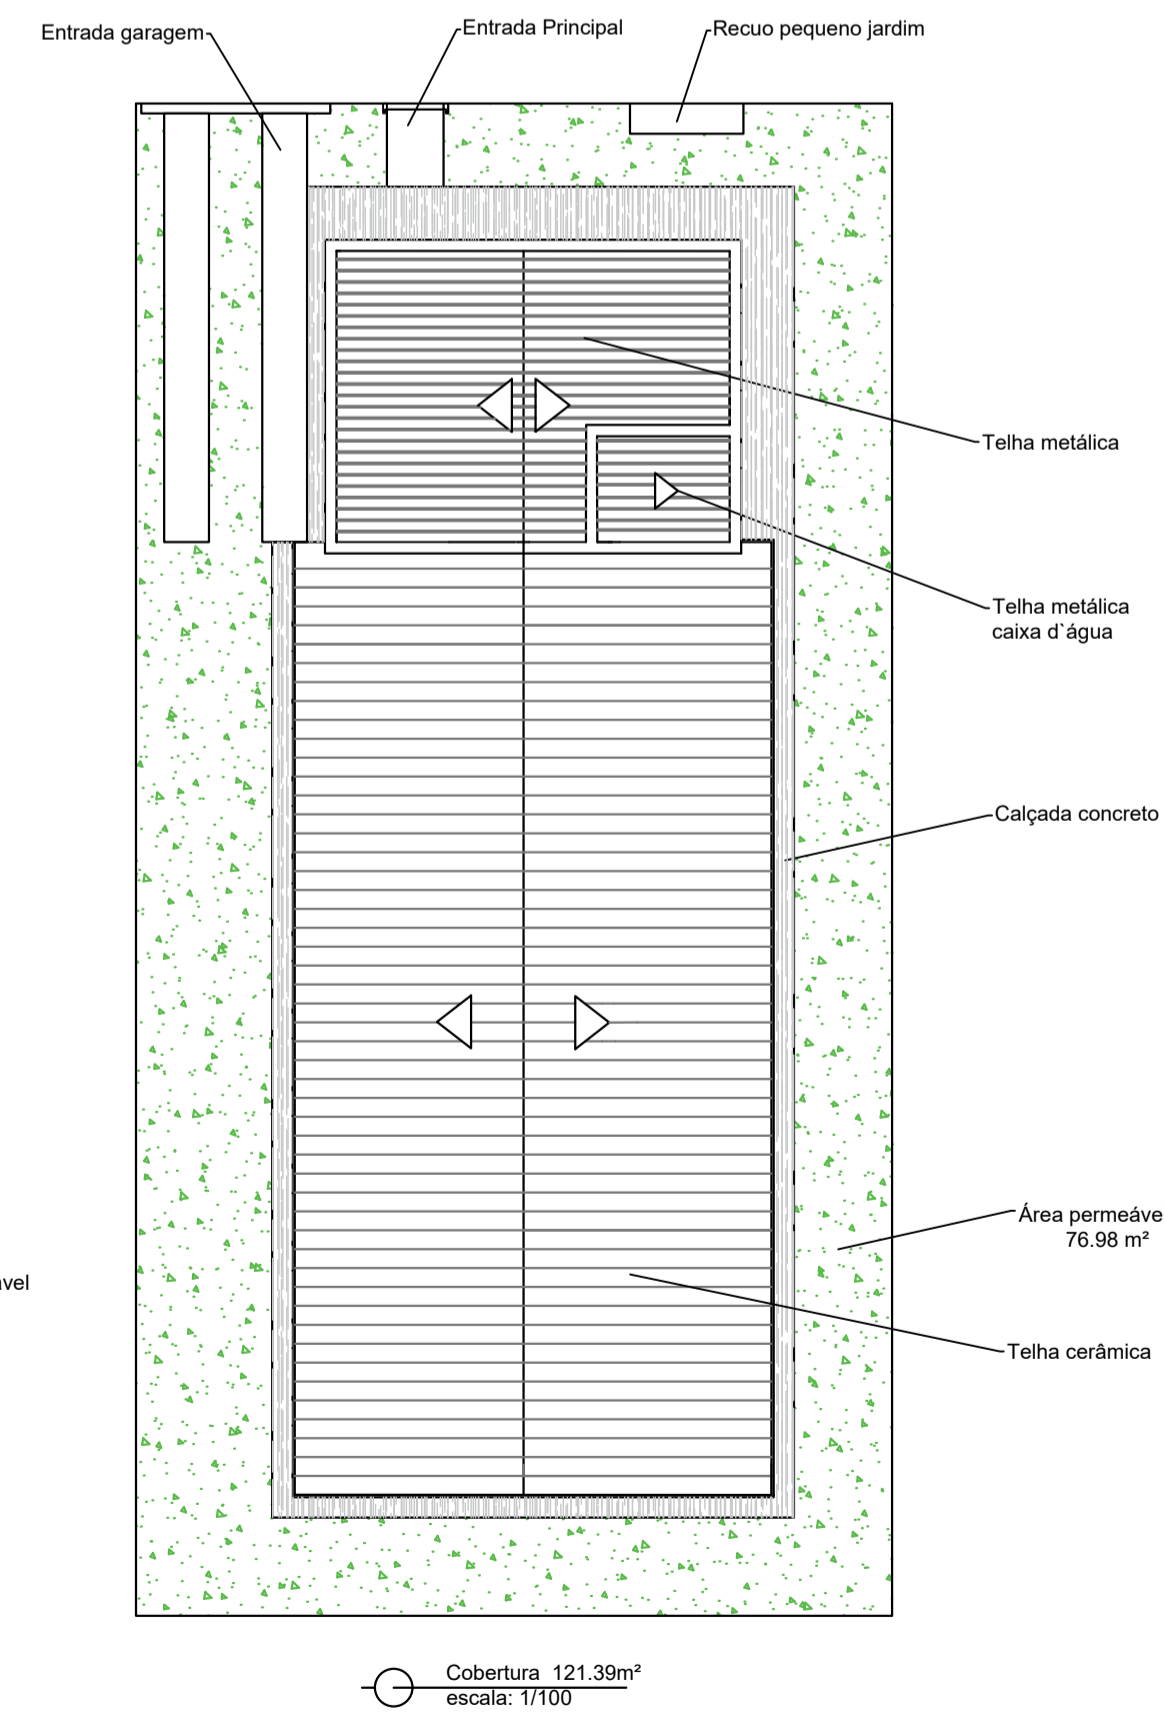 Entrada garagem
Entrada Principal
Recuo pequeno jardim
Telha metálica
Telha metálica
caixa d`água
Calçada concreto
Área permeáve
76.98 m²
avel
Telha cerâmica
Cobertura 121.39m²
escala: 1/100